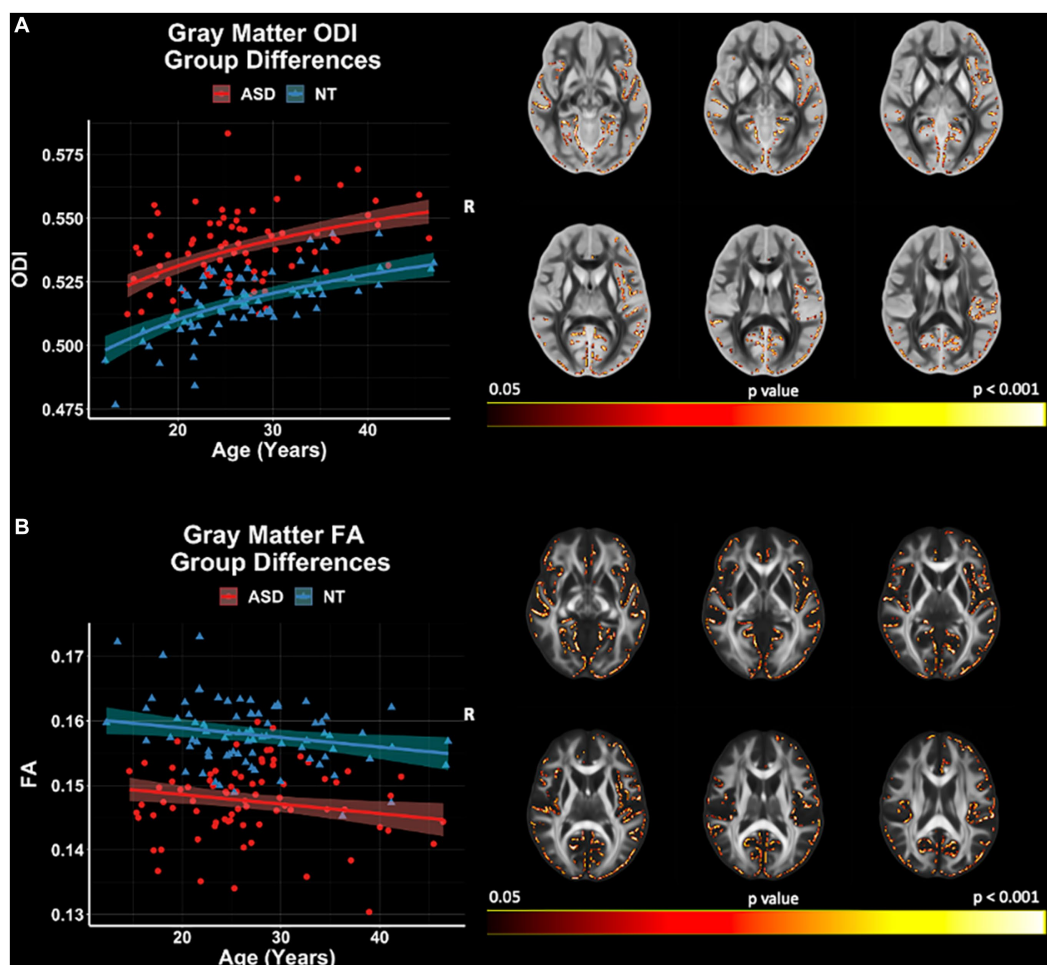 A
Gray Matter ODI
Group Differences
ASD NT
0.575
0.550
0.525
0.500
0.475
ODI
20 30 40
Age (Years)
R
0.05 p value p < 0.001
B
Gray Matter FA
Group Differences
ASD NT
0.17
0.16
0.15
0.14
0.13
FA
20 30 40
Age (Years)
R
0.05 p value p < 0.001